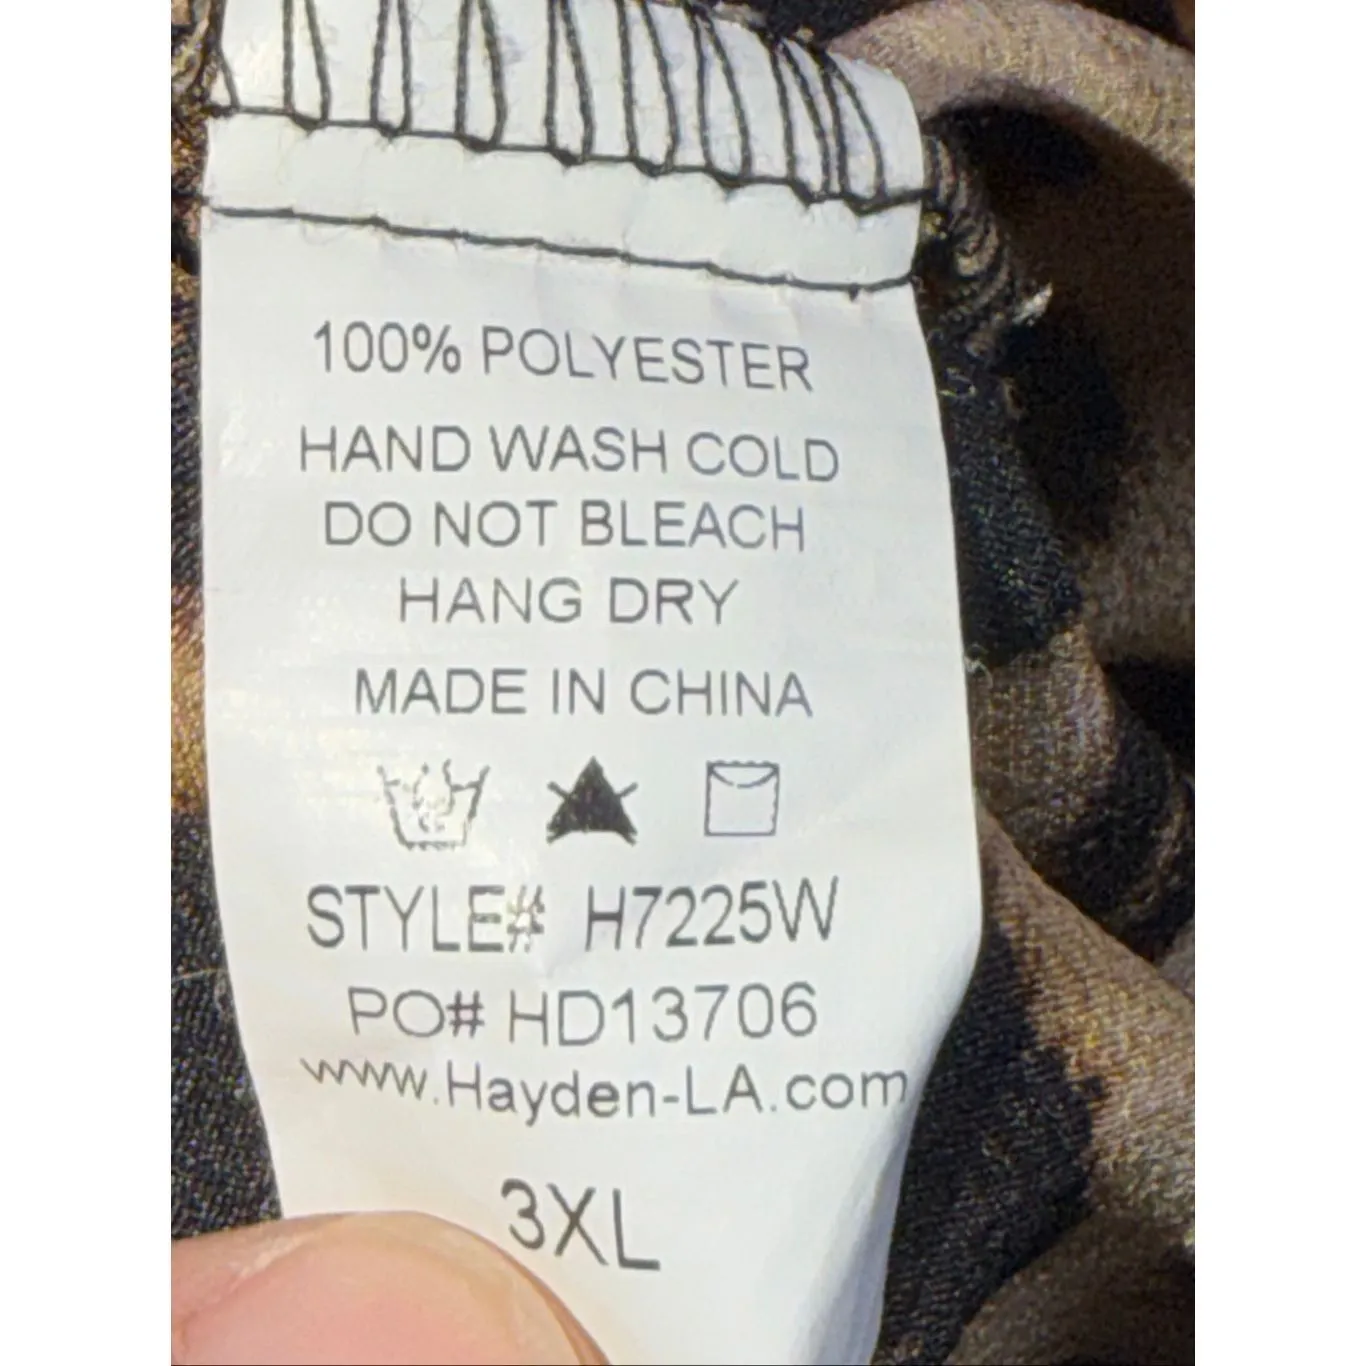 100% POLYESTER
HAND WASH COLD
DO NOT BLEACH
HANG DRY
MADE IN CHINA
STYLE# H7225W
PO# HD13706
www.Hayden-LA.com
3XL